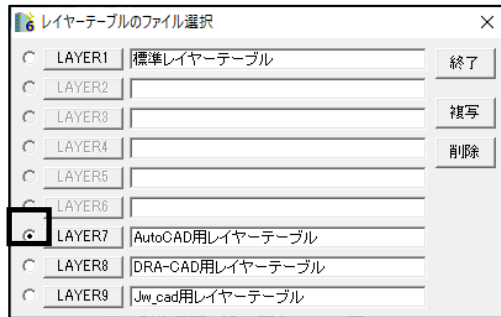 レイヤーテーブルのファイル選択
LAYER1 標準レイヤーテーブル 終了
LAYER2
LAYER3 複写
LAYER4 削除
LAYER5
LAYER6
LAYER7 AutoCAD用レイヤーテーブル
LAYER8 DRA-CAD用レイヤーテーブル
LAYER9 Jw_cad用レイヤーテーブル